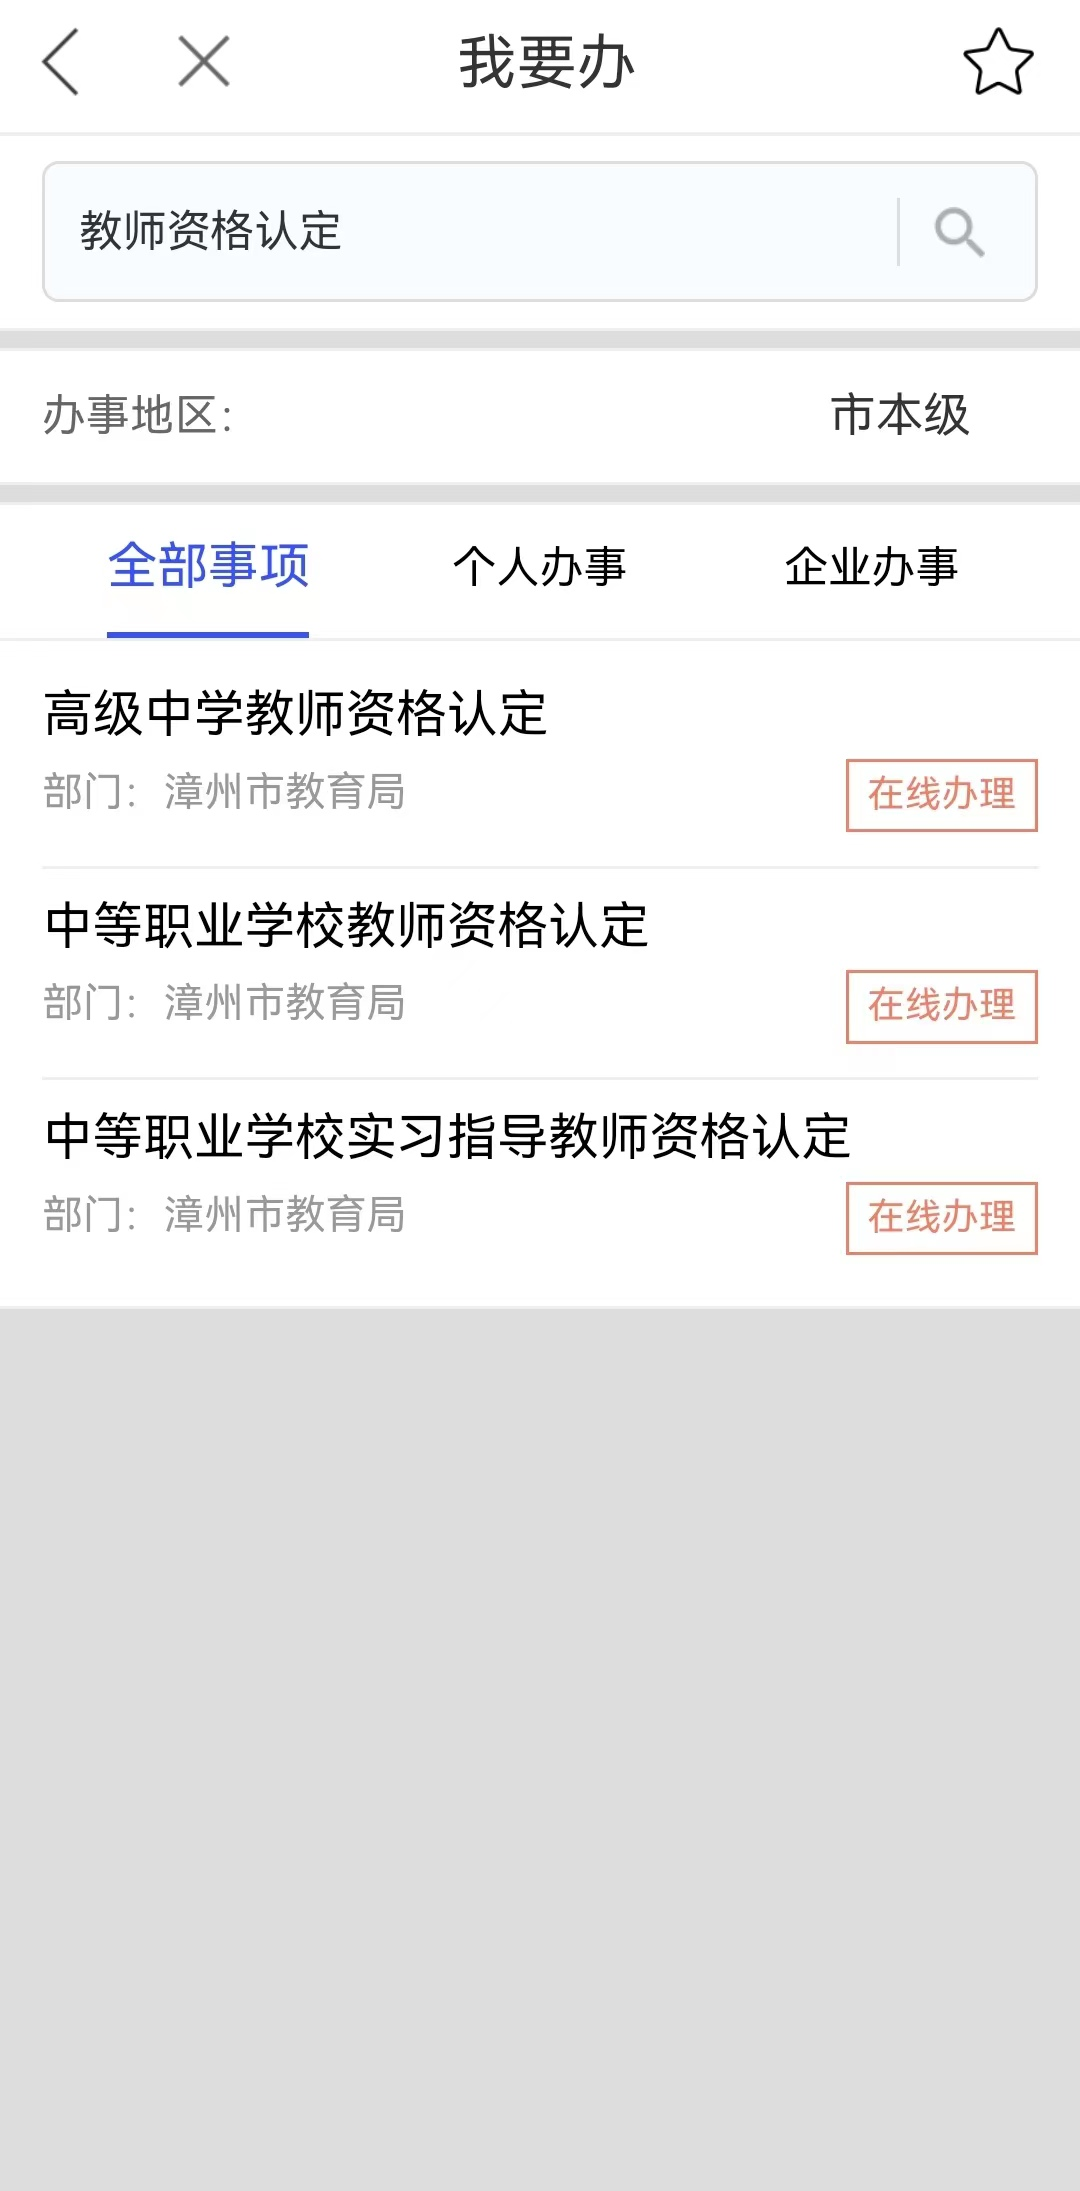 我要办
教师资格认定
办事地区：
市本级
全部事项 个人办事 企业办事
高级中学教师资格认定
部门：漳州市教育局
在线办理
中等职业学校教师资格认定
部门：漳州市教育局
在线办理
中等职业学校实习指导教师资格认定
部门：漳州市教育局
在线办理